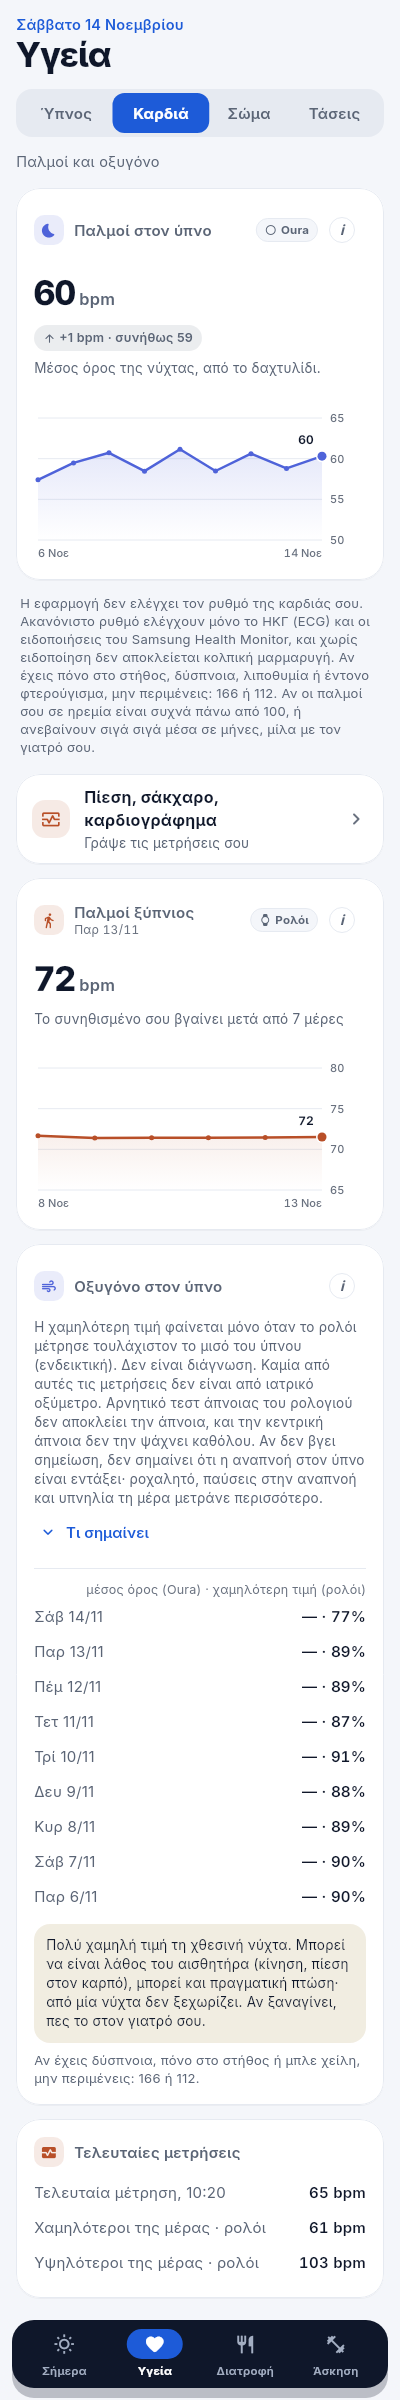 Σάββατο 14 Νοεμβρίου
Υγεία
Ύπνος
Καρδιά
Σώμα
Τάσεις
Παλμοί και οξυγόνο
Παλμοί στον ύπνο
Oura
i
60 bpm
↑ +1 bpm · συνήθως 59
Μέσος όρος της νύχτας, από το δαχτυλίδι.
65
60
60
55
50
6 Νοε
14 Νοε
Η εφαρμογή δεν ελέγχει τον ρυθμό της καρδιάς σου.
Ακανόνιστο ρυθμό ελέγχουν μόνο το ΗΚΓ (ECG) και οι
ειδοποιήσεις του Samsung Health Monitor, και χωρίς
ειδοποίηση δεν αποκλείεται κολπική μαρμαρυγή. Αν
έχεις πόνο στο στήθος, δύσπνοια, λιποθυμία ή έντονο
φτερούγισμα, μην περιμένεις: 166 ή 112. Αν οι παλμοί
σου σε ηρεμία είναι συχνά πάνω από 100, ή
ανεβαίνουν σιγά σιγά μέσα σε μήνες, μίλα με τον
γιατρό σου.
Πίεση, σάκχαρο,
καρδιογράφημα
Γράψε τις μετρήσεις σου
Παλμοί ξύπνιος
Παρ 13/11
Ρολόι
i
72 bpm
Το συνηθισμένο σου βγαίνει μετά από 7 μέρες
80
75
72
70
65
8 Νοε
13 Νοε
Οξυγόνο στον ύπνο
i
Η χαμηλότερη τιμή φαίνεται μόνο όταν το ρολόι
μέτρησε τουλάχιστον το μισό του ύπνου
(ενδεικτική). Δεν είναι διάγνωση. Καμία από
αυτές τις μετρήσεις δεν είναι από ιατρικό
οξύμετρο. Αρνητικό τεστ άπνοιας του ρολογιού
δεν αποκλείει την άπνοια, και την κεντρική
άπνοια δεν την ψάχνει καθόλου. Αν δεν βγει
σημείωση, δεν σημαίνει ότι η αναπνοή στον ύπνο
είναι εντάξει· ροχαλητό, παύσεις στην αναπνοή
και υπνηλία τη μέρα μετράνε περισσότερο.
Τι σημαίνει
μέσος όρος (Oura) · χαμηλότερη τιμή (ρολόι)
Σάβ 14/11 — · 77%
Παρ 13/11 — · 89%
Πέμ 12/11 — · 89%
Τετ 11/11 — · 87%
Τρί 10/11 — · 91%
Δευ 9/11 — · 88%
Κυρ 8/11 — · 89%
Σάβ 7/11 — · 90%
Παρ 6/11 — · 90%
Πολύ χαμηλή τιμή τη χθεσινή νύχτα. Μπορεί
να είναι λάθος του αισθητήρα (κίνηση, πίεση
στον καρπό), μπορεί και πραγματική πτώση·
από μία νύχτα δεν ξεχωρίζει. Αν ξαναγίνει,
πες το στον γιατρό σου.
Αν έχεις δύσπνοια, πόνο στο στήθος ή μπλε χείλη,
μην περιμένεις: 166 ή 112.
Τελευταίες μετρήσεις
Τελευταία μέτρηση, 10:20 65 bpm
Χαμηλότεροι της μέρας · ρολόι 61 bpm
Υψηλότεροι της μέρας · ρολόι 103 bpm
Σήμερα
Υγεία
Διατροφή
Άσκηση